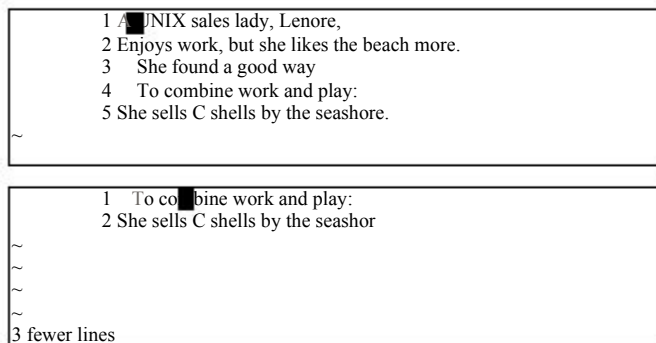 1 A UNIX sales lady, Lenore,
2 Enjoys work, but she likes the beach more.
3 She found a good way
4 To combine work and play:
5 She sells C shells by the seashore.
~
1 To co bine work and play:
2 She sells C shells by the seashor
~
~
~
~
3 fewer lines